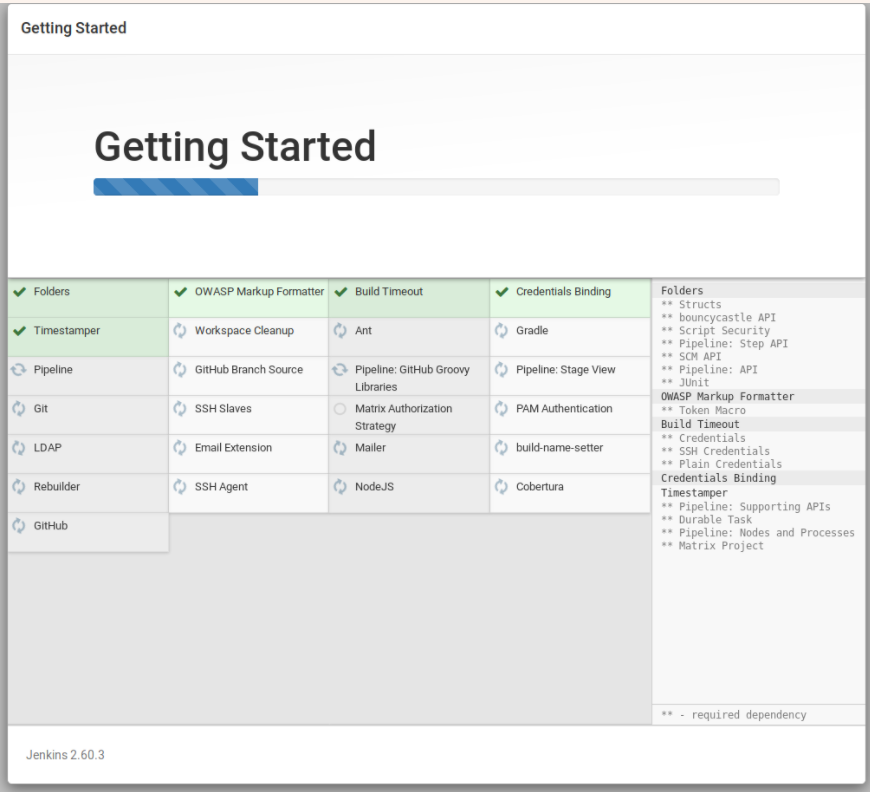 Getting Started
Getting Started
Folders
OWASP Markup Formatter
Build Timeout
Credentials Binding
Timestamper
Workspace Cleanup
Ant
Gradle
Pipeline
GitHub Branch Source
Pipeline: GitHub Groovy
Libraries
Pipeline: Stage View
Git
SSH Slaves
Matrix Authorization
Strategy
PAM Authentication
LDAP
Email Extension
Mailer
build-name-setter
Rebuilder
SSH Agent
NodeJS
Cobertura
GitHub
Folders
** Structs
** bouncycastle API
** Script Security
** Pipeline: Step API
** SCM API
** Pipeline: API
** JUnit
OWASP Markup Formatter
** Token Macro
Build Timeout
** Credentials
** SSH Credentials
** Plain Credentials
Credentials Binding
Timestamper
** Pipeline: Supporting APIs
** Durable Task
** Pipeline: Nodes and Processes
** Matrix Project
** - required dependency
Jenkins 2.60.3